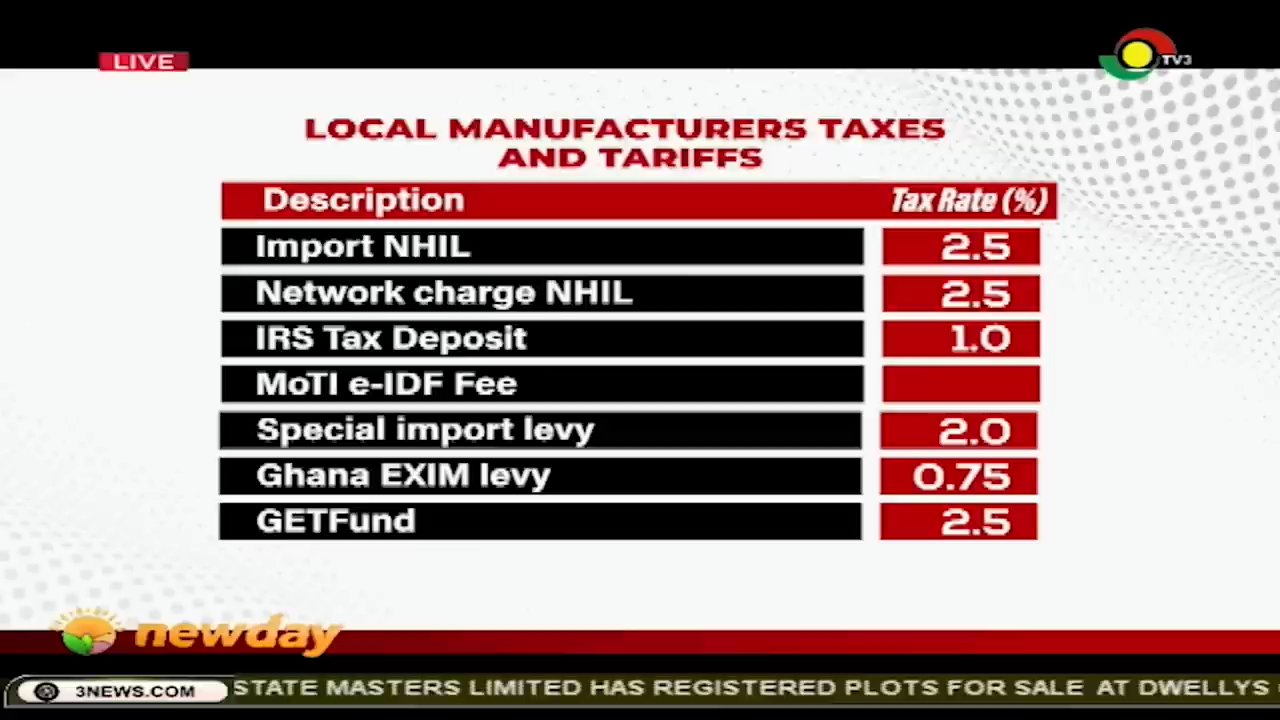 LIVE
TV3
LOCAL MANUFACTURERS TAXES
AND TARIFFS
Description Tax Rate (%)
Import NHIL 2.5
Network charge NHIL 2.5
IRS Tax Deposit 1.0
MoTI e-IDF Fee
Special import levy 2.0
Ghana EXIM levy 0.75
GETFund 2.5
newday
3NEWS.COM STATE MASTERS LIMITED HAS REGISTERED PLOTS FOR SALE AT DWELLYS